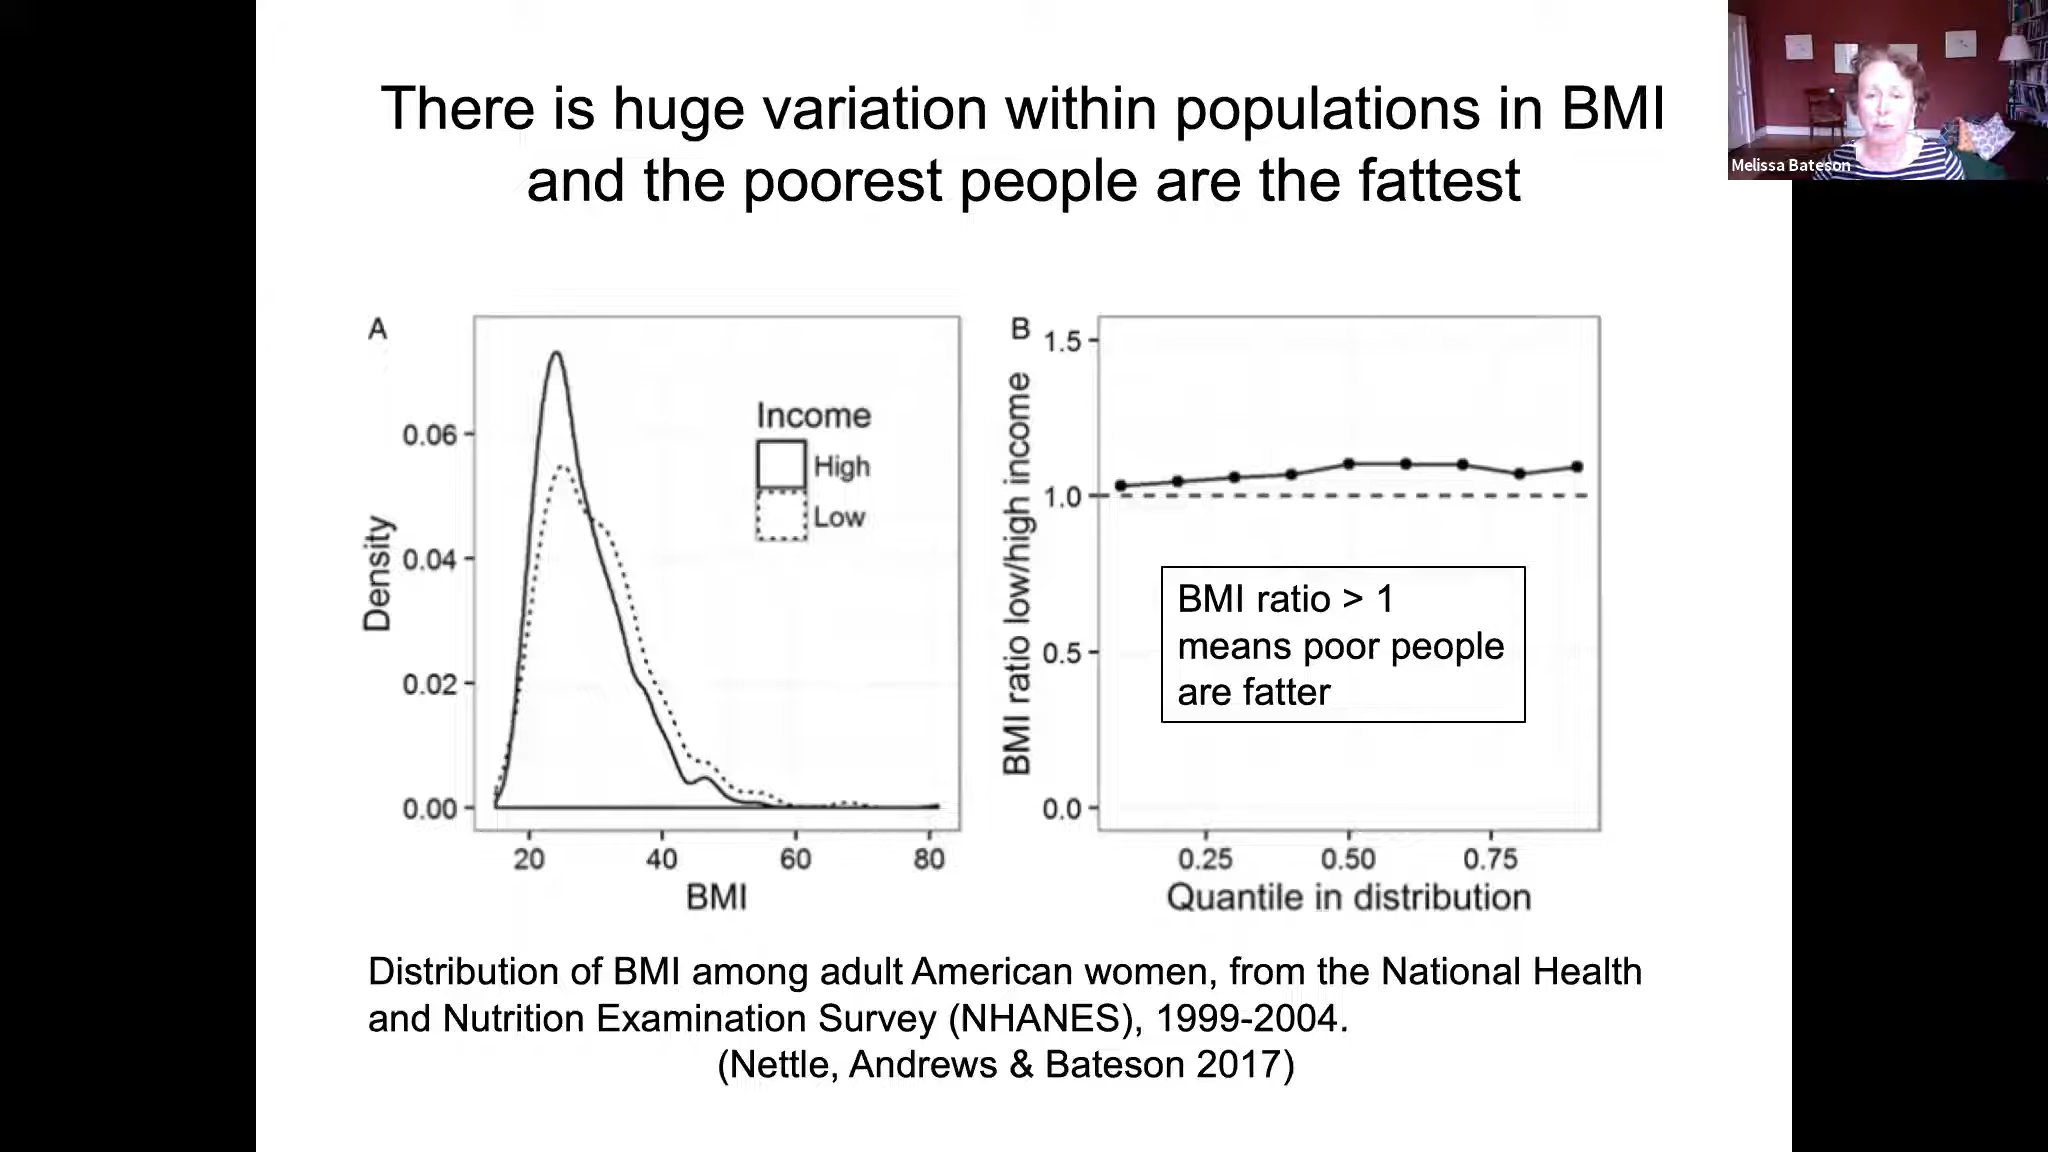 There is huge variation within populations in BMI
and the poorest people are the fattest
Melissa Bateson
A
Density
0.06
0.04
0.02
0.00
Income
High
Low
20 40 60 80
BMI
B
BMI ratio low/high income
1.5
1.0
0.5
0.0
BMI ratio > 1
means poor people
are fatter
0.25 0.50 0.75
Quantile in distribution
Distribution of BMI among adult American women, from the National Health
and Nutrition Examination Survey (NHANES), 1999-2004.
(Nettle, Andrews & Bateson 2017)